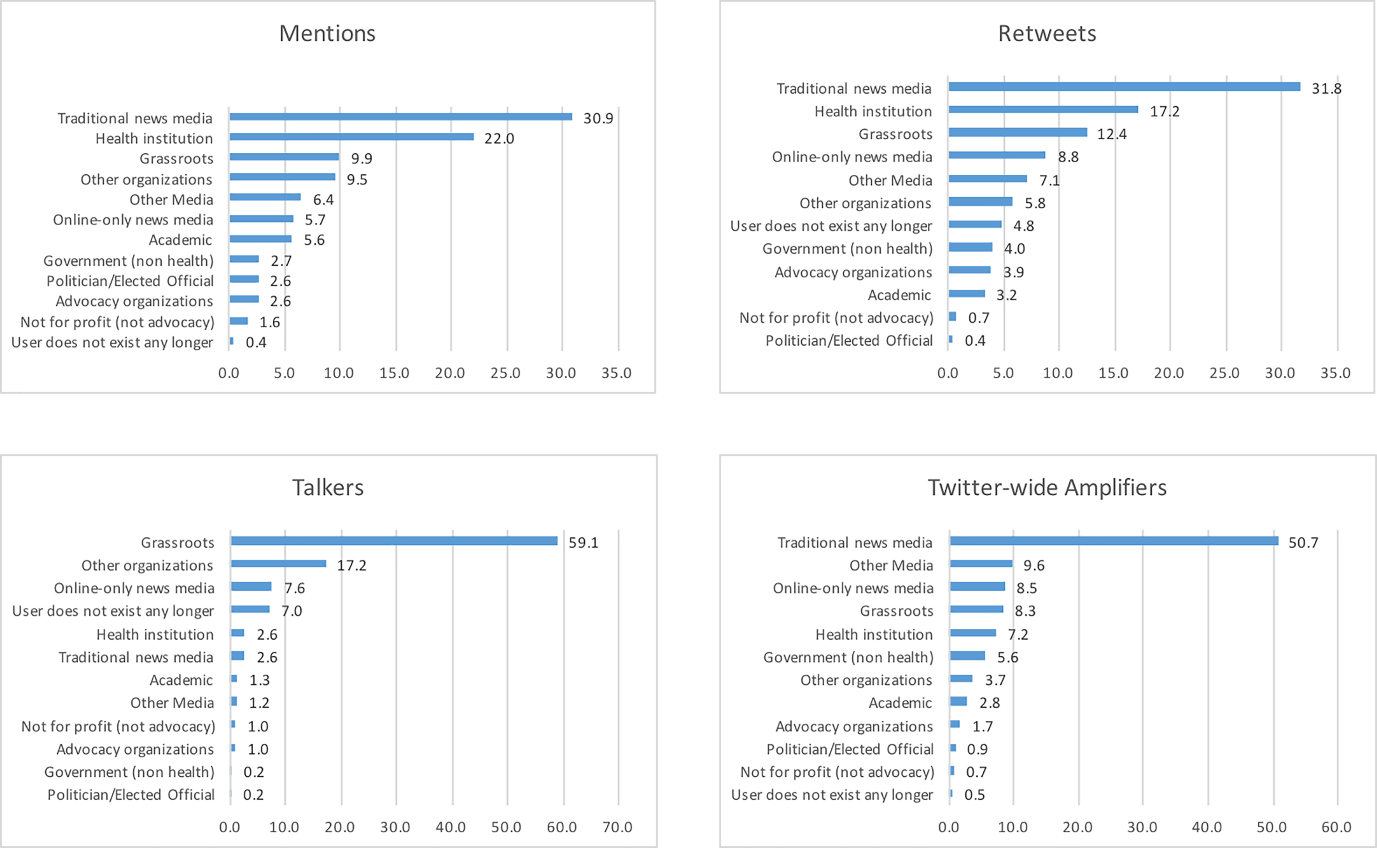 Mentions
Traditional news media 30.9
Health institution 22.0
Grassroots 9.9
Other organizations 9.5
Other Media 6.4
Online-only news media 5.7
Academic 5.6
Government (non health) 2.7
Politician/Elected Official 2.6
Advocacy organizations 2.6
Not for profit (not advocacy) 1.6
User does not exist any longer 0.4
0.0 5.0 10.0 15.0 20.0 25.0 30.0 35.0
Retweets
Traditional news media 31.8
Health institution 17.2
Grassroots 12.4
Online-only news media 8.8
Other Media 7.1
Other organizations 5.8
User does not exist any longer 4.8
Government (non health) 4.0
Advocacy organizations 3.9
Academic 3.2
Not for profit (not advocacy) 0.7
Politician/Elected Official 0.4
0.0 5.0 10.0 15.0 20.0 25.0 30.0 35.0
Talkers
Grassroots 59.1
Other organizations 17.2
Online-only news media 7.6
User does not exist any longer 7.0
Health institution 2.6
Traditional news media 2.6
Academic 1.3
Other Media 1.2
Not for profit (not advocacy) 1.0
Advocacy organizations 1.0
Government (non health) 0.2
Politician/Elected Official 0.2
0.0 10.0 20.0 30.0 40.0 50.0 60.0 70.0
Twitter-wide Amplifiers
Traditional news media 50.7
Other Media 9.6
Online-only news media 8.5
Grassroots 8.3
Health institution 7.2
Government (non health) 5.6
Other organizations 3.7
Academic 2.8
Advocacy organizations 1.7
Politician/Elected Official 0.9
Not for profit (not advocacy) 0.7
User does not exist any longer 0.5
0.0 10.0 20.0 30.0 40.0 50.0 60.0